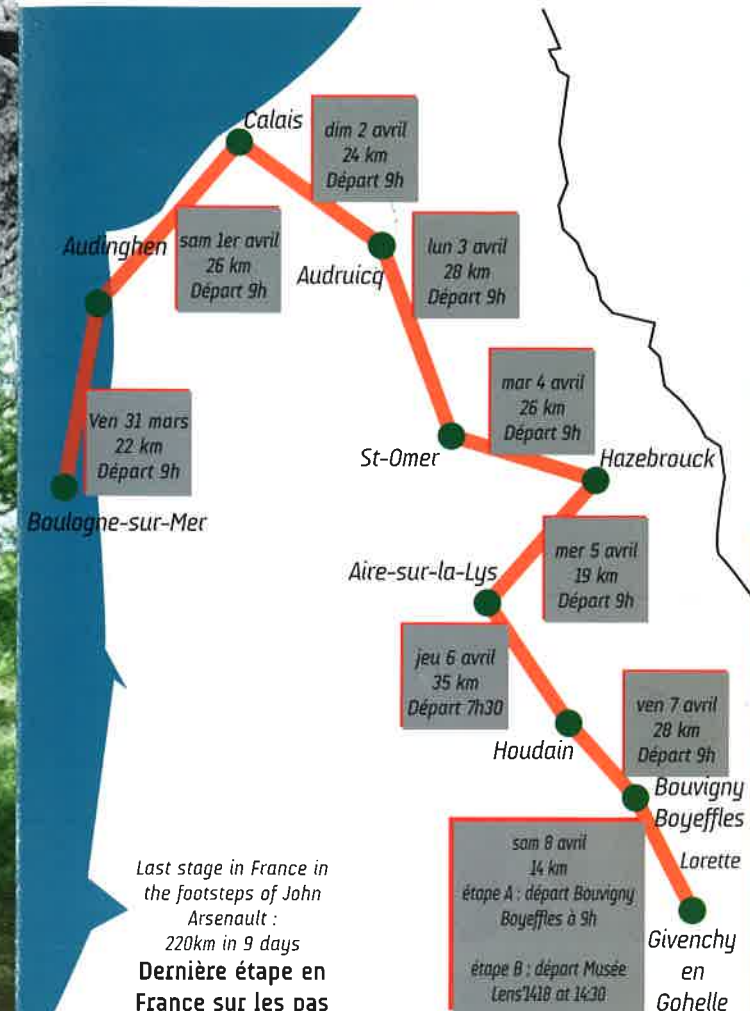 Calais
dim 2 avril
24 km
Départ 9h
Audinghen
sam 1er avril
26 km
Départ 9h
Audruicq
lun 3 avril
28 km
Départ 9h
Ven 31 mars
22 km
Départ 9h
Boulogne-sur-Mer
mar 4 avril
26 km
Départ 9h
St-Omer
Hazebrouck
mer 5 avril
19 km
Départ 9h
Aire-sur-la-Lys
jeu 6 avril
35 km
Départ 7h30
Houdain
ven 7 avril
28 km
Départ 9h
Bouvigny
Boyeffles
Lorette
sam 8 avril
14 km
étape A : départ Bouvigny
Boyeffles à 9h
étape B : départ Musée
Lens'1418 at 14:30
Givenchy
en
Gohelle
Last stage in France in
the footsteps of John
Arsenault :
220km in 9 days
Dernière étape en
France sur les pas